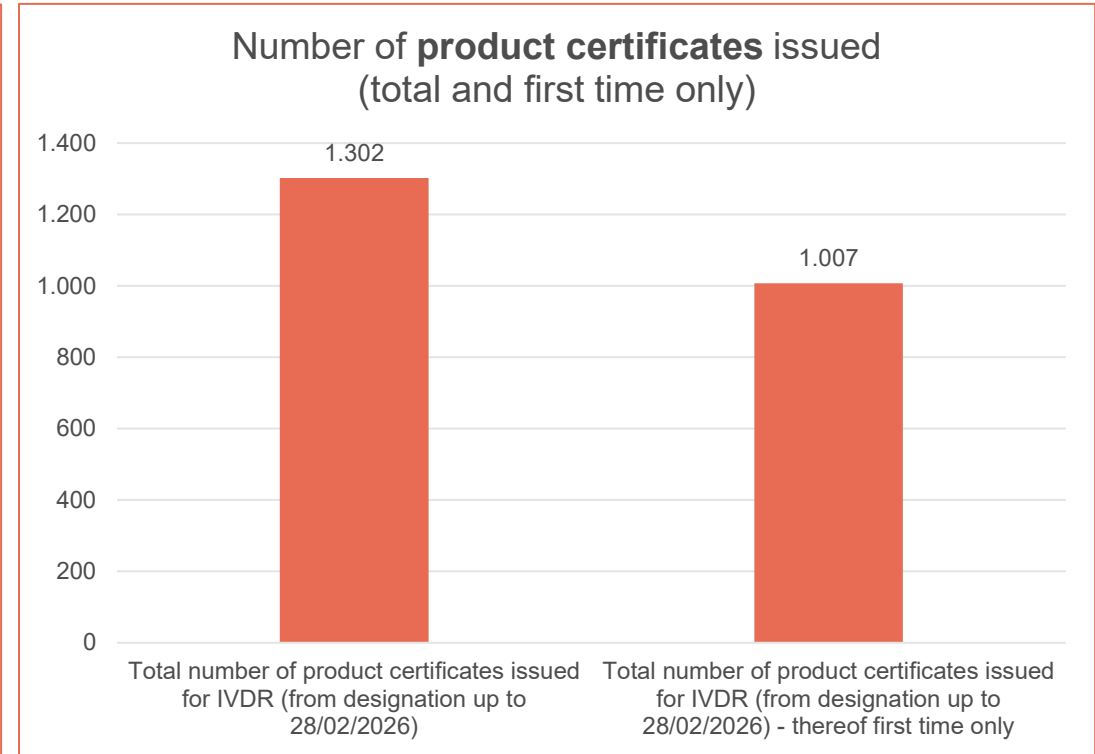 Number of product certificates issued
(total and first time only)
1.400
1.200
1.000
800
600
400
200
0
1.302
1.007
Total number of product certificates issued
for IVDR (from designation up to
28/02/2026)
Total number of product certificates issued
for IVDR (from designation up to
28/02/2026) - thereof first time only